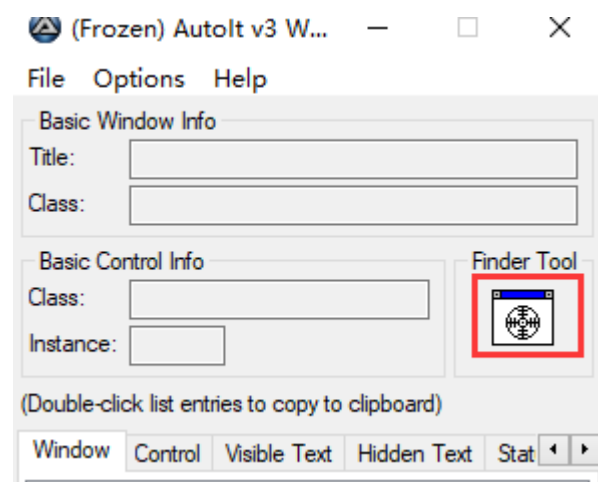 (Frozen) AutoIt v3 W...
File Options Help
Basic Window Info
Title:
Class:
Basic Control Info
Finder Tool
Class:
Instance:
(Double-click list entries to copy to clipboard)
Window Control Visible Text Hidden Text Stat